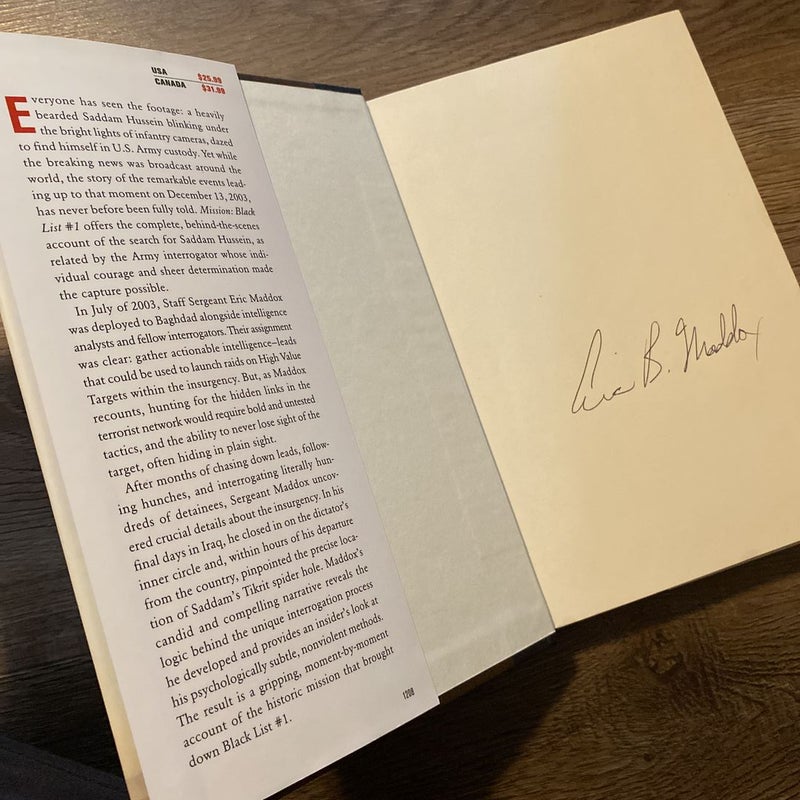 USA $25.99
CANADA $31.99
Everyone has seen the footage: a heavily
bearded Saddam Hussein blinking under
the bright lights of infantry cameras, dazed
to find himself in U.S. Army custody. Yet while
the breaking news was broadcast around the
world, the story of the remarkable events lead-
ing up to that moment on December 13, 2003,
has never before been fully told. Mission: Black
List #1 offers the complete, behind-the-scenes
account of the search for Saddam Hussein, as
related by the Army interrogator whose indi-
vidual courage and sheer determination made
the capture possible.
In July of 2003, Staff Sergeant Eric Maddox
was deployed to Baghdad alongside intelligence
analysts and fellow interrogators. Their assignment
was clear: gather actionable intelligence–leads
that could be used to launch raids on High Value
Targets within the insurgency. But, as Maddox
recounts, hunting for the hidden links in the
terrorist network would require bold and untested
tactics, and the ability to never lose sight of the
target, often hiding in plain sight.
After months of chasing down leads, follow-
ing hunches, and interrogating literally hun-
dreds of detainees, Sergeant Maddox uncov-
ered crucial details about the insurgency. In his
final days in Iraq, he closed in on the dictator's
inner circle and, within hours of his departure
from the country, pinpointed the precise loca-
tion of Saddam's Tikrit spider hole. Maddox's
candid and compelling narrative reveals the
logic behind the unique interrogation process
he developed and provides an insider's look at
his psychologically subtle, nonviolent methods.
The result is a gripping, moment-by-moment
account of the historic mission that brought
down Black List #1.
1208
Eric B. Maddox